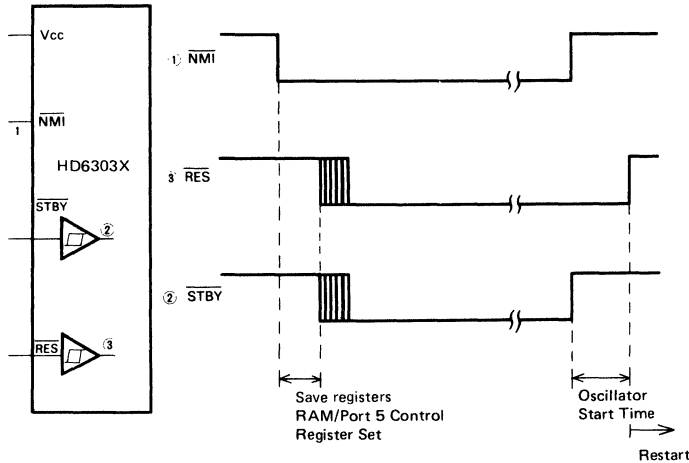 Vcc
1 NMI
HD6303X
STBY
②
RES
③
① NMI
3 RES
② STBY
Save registers
RAM/Port 5 Control
Register Set
Oscillator
Start Time
Restart